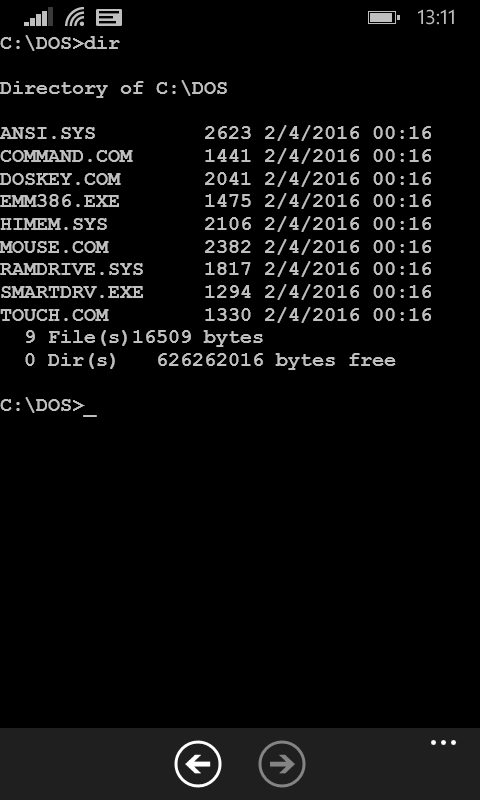 13:11
C:\DOS>dir
Directory of C:\DOS
ANSI.SYS         2623 2/4/2016 00:16
COMMAND.COM      1441 2/4/2016 00:16
DOSKEY.COM       2041 2/4/2016 00:16
EMM386.EXE       1475 2/4/2016 00:16
HIMEM.SYS        2106 2/4/2016 00:16
MOUSE.COM        2382 2/4/2016 00:16
RAMDRIVE.SYS     1817 2/4/2016 00:16
SMARTDRV.EXE     1294 2/4/2016 00:16
TOUCH.COM        1330 2/4/2016 00:16
  9 File(s)16509 bytes
  0 Dir(s)   626262016 bytes free
C:\DOS>_